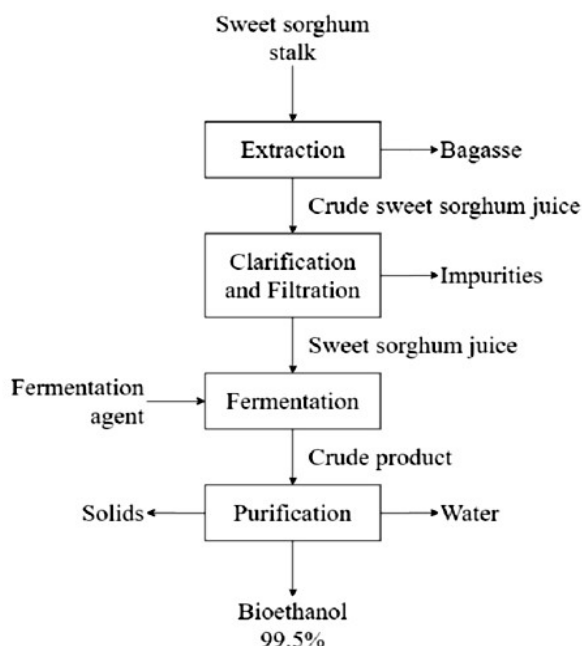 Sweet sorghum
stalk
Extraction
Bagasse
Crude sweet sorghum juice
Clarification
and Filtration
Impurities
Sweet sorghum juice
Fermentation
agent
Fermentation
Crude product
Solids
Purification
Water
Bioethanol
99.5%